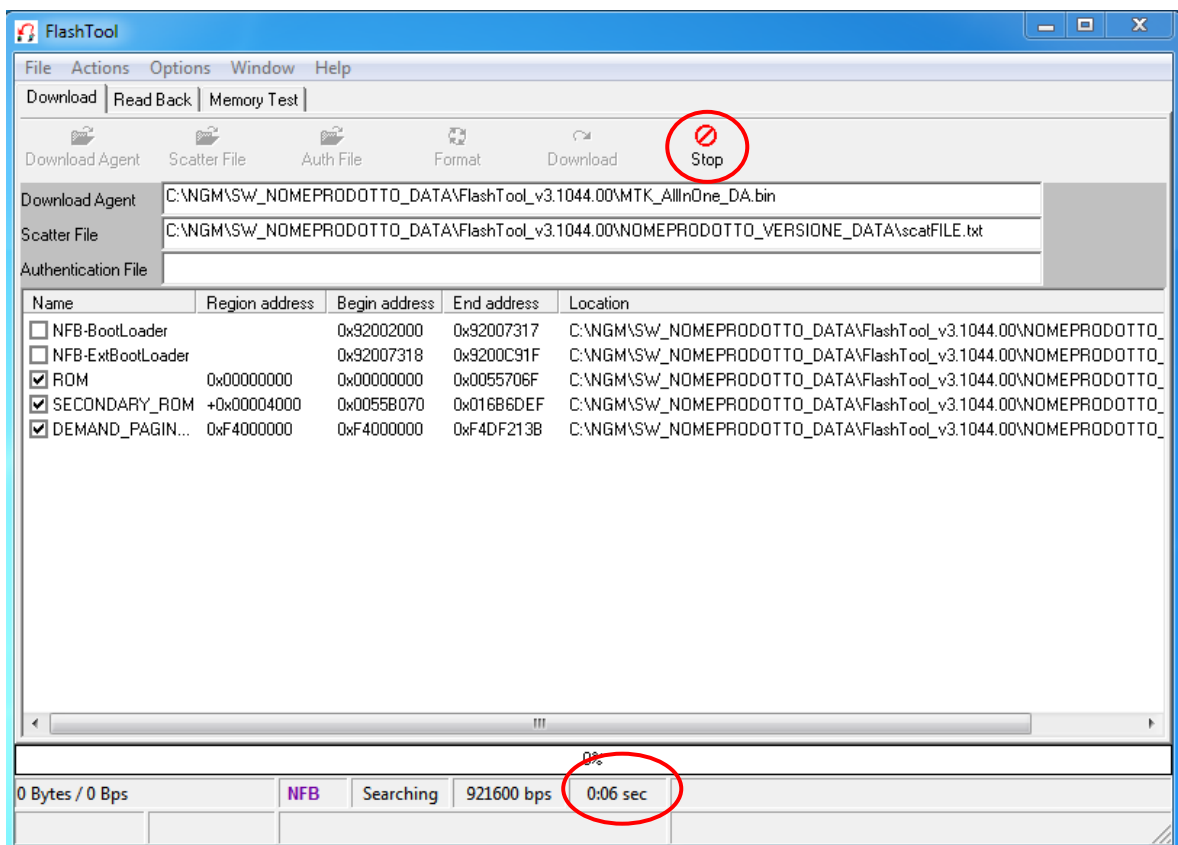 FlashTool
File Actions Options Window Help
Download Read Back Memory Test
Download Agent Scatter File Auth File Format Download Stop
Download Agent C:\NGM\SW_NOMEPRODOTTO_DATA\FlashTool_v3.1044.00\MTK_AllInOne_DA.bin
Scatter File C:\NGM\SW_NOMEPRODOTTO_DATA\FlashTool_v3.1044.00\NOMEPRODOTTO_VERSIONE_DATA\scatFILE.txt
Authentication File
Name Region address Begin address End address Location
NFB-BootLoader 0x92002000 0x92007317 C:\NGM\SW_NOMEPRODOTTO_DATA\FlashTool_v3.1044.00\NOMEPRODOTTO_
NFB-ExtBootLoader 0x92007318 0x9200C91F C:\NGM\SW_NOMEPRODOTTO_DATA\FlashTool_v3.1044.00\NOMEPRODOTTO_
ROM 0x00000000 0x00000000 0x0055706F C:\NGM\SW_NOMEPRODOTTO_DATA\FlashTool_v3.1044.00\NOMEPRODOTTO_
SECONDARY_ROM +0x00004000 0x0055B070 0x016B6DEF C:\NGM\SW_NOMEPRODOTTO_DATA\FlashTool_v3.1044.00\NOMEPRODOTTO_
DEMAND_PAGIN... 0xF4000000 0xF4000000 0xF4DF213B C:\NGM\SW_NOMEPRODOTTO_DATA\FlashTool_v3.1044.00\NOMEPRODOTTO_
0%
0 Bytes / 0 Bps NFB Searching 921600 bps 0:06 sec